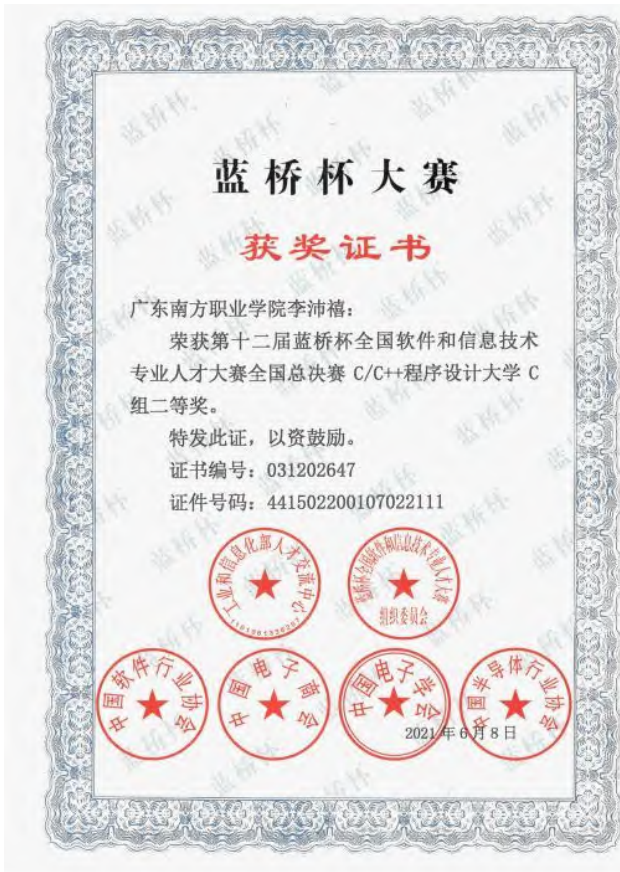 蓝桥杯大赛
获奖证书
广东南方职业学院李沛禧：
荣获第十二届蓝桥杯全国软件和信息技术
专业人才大赛全国总决赛 C/C++程序设计大学 C
组二等奖。
特发此证，以资鼓励。
证书编号：031202647
证件号码：441502200107022111
工业和信息化部人才交流中心
蓝桥杯全国软件和信息技术专业人才大赛
组织委员会
中国软件行业协会
中国电子商会
中国电子学会
中国半导体行业协会
2021 年 6 月 8 日